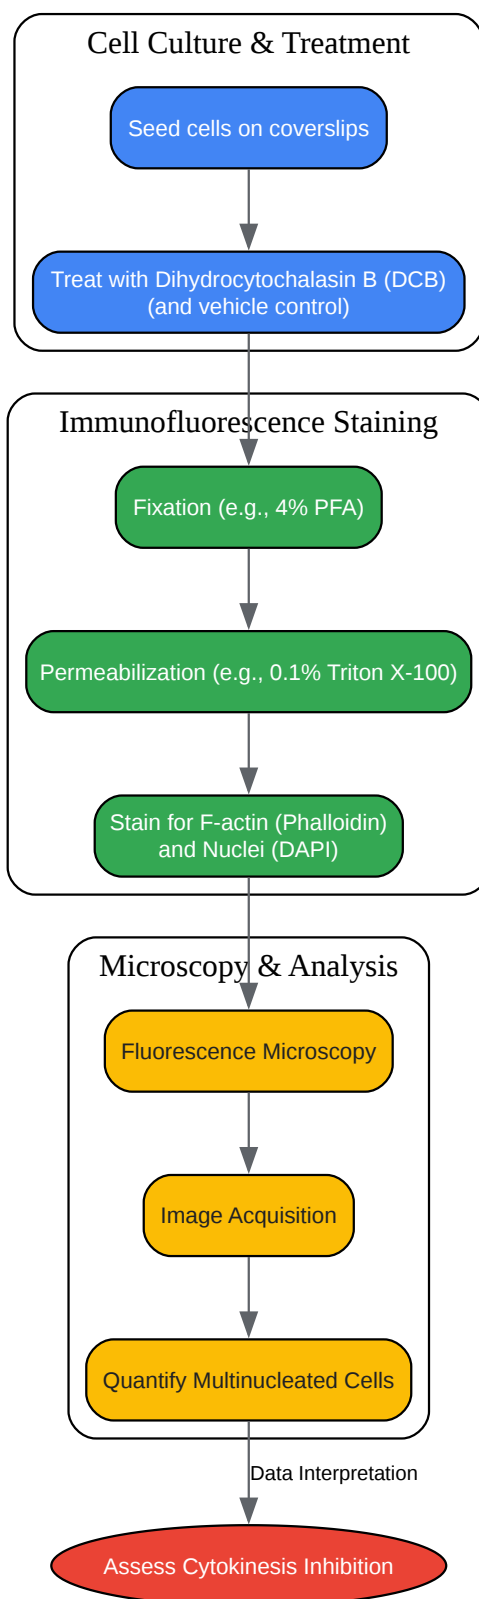 Cell Culture & Treatment
Seed cells on coverslips
Treat with Dihydrocytochalasin B (DCB)
(and vehicle control)
Immunofluorescence Staining
Fixation (e.g., 4% PFA)
Permeabilization (e.g., 0.1% Triton X-100)
Stain for F-actin (Phalloidin)
and Nuclei (DAPI)
Microscopy & Analysis
Fluorescence Microscopy
Image Acquisition
Quantify Multinucleated Cells
Data Interpretation
Assess Cytokinesis Inhibition